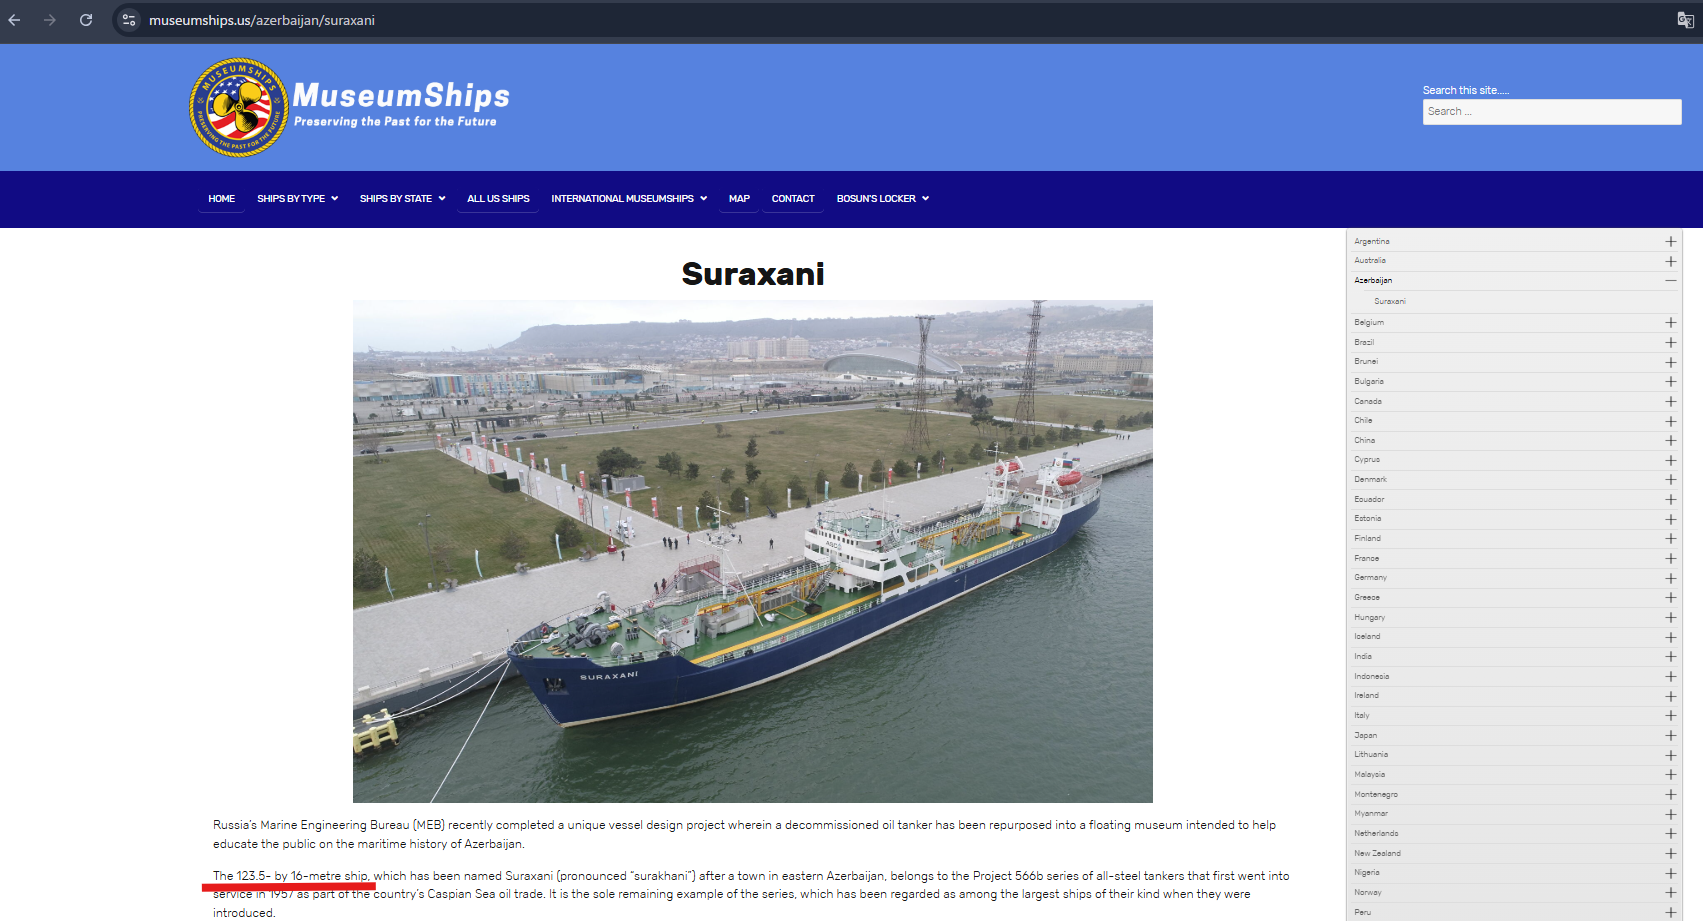 museumships.us/azerbaijan/suraxani
MUSEUMSHIPS
PRESERVING THE PAST FOR THE FUTURE
MuseumShips
Preserving the Past for the Future
Search this site.....
Search ...
HOME
SHIPS BY TYPE
SHIPS BY STATE
ALL US SHIPS
INTERNATIONAL MUSEUMSHIPS
MAP
CONTACT
BOSUN'S LOCKER
Suraxani
ASCO
SURAXANI
Russia’s Marine Engineering Bureau (MEB) recently completed a unique vessel design project wherein a decommissioned oil tanker has been repurposed into a floating museum intended to help
educate the public on the maritime history of Azerbaijan.
The 123.5- by 16-metre ship, which has been named Suraxani (pronounced “surakhani”) after a town in eastern Azerbaijan, belongs to the Project 566b series of all-steel tankers that first went into
service in 1957 as part of the country’s Caspian Sea oil trade. It is the sole remaining example of the series, which has been regarded as among the largest ships of their kind when they were
introduced.
Argentina
Australia
Azerbaijan
Suraxani
Belgium
Brazil
Brunei
Bulgaria
Canada
Chile
China
Cyprus
Denmark
Ecuador
Estonia
Finland
France
Germany
Greece
Hungary
Iceland
India
Indonesia
Ireland
Italy
Japan
Lithuania
Malaysia
Montenegro
Myanmar
Netherlands
New Zealand
Nigeria
Norway
Peru